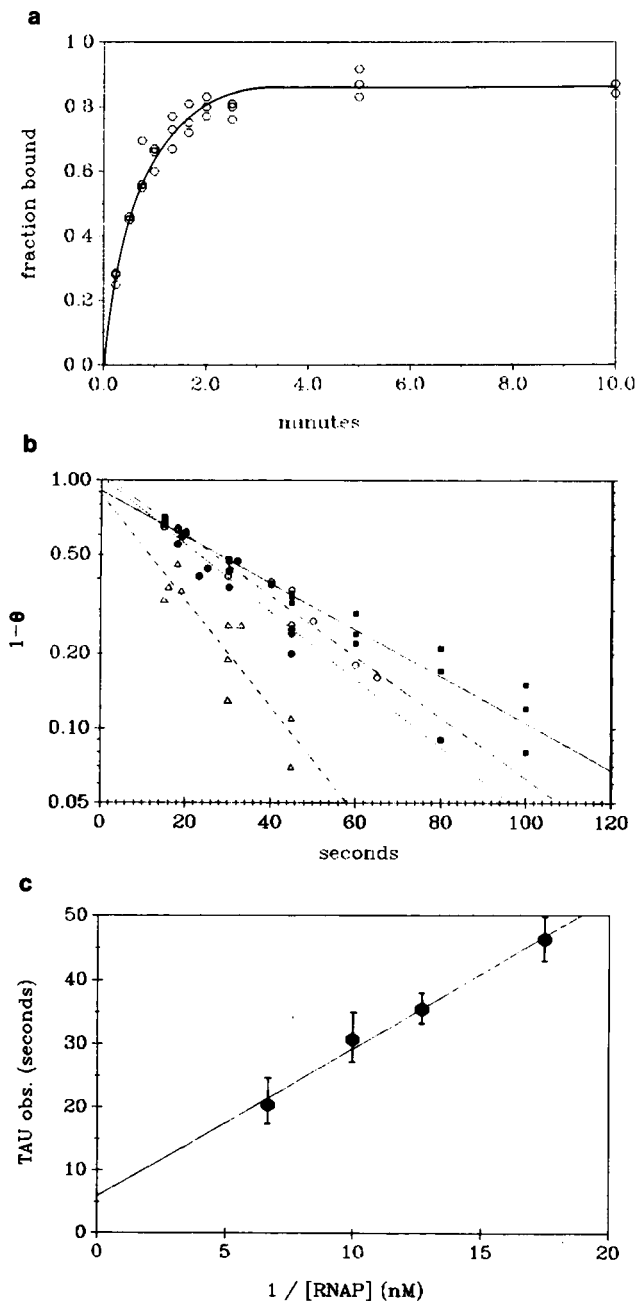 a
1 0
0.8
0.6
0 4
0.2
0 0
fraction bound
0.0 2.0 4.0 6.0 8.0 10.0
minutes
b
1.00
0.50
0.20
0.10
0.05
1-θ
0 20 40 60 80 100 120
seconds
c
50
40
30
20
10
0
TAU obs. (seconds)
0 5 10 15 20
1 / [RNAP] (nM)